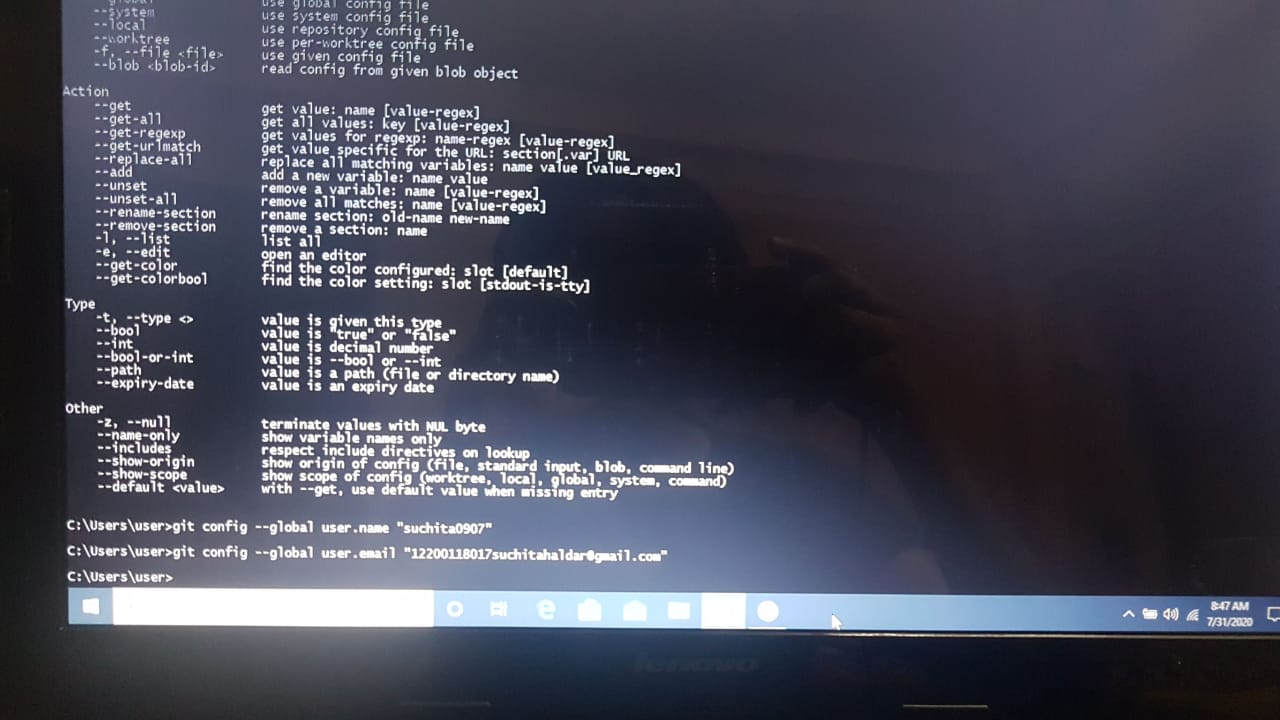 --global use global config file
--system use system config file
--local use repository config file
--worktree use per-worktree config file
-f, --file <file> use given config file
--blob <blob-id> read config from given blob object
Action
--get get value: name [value-regex]
--get-all get all values: key [value-regex]
--get-regexp get values for regexp: name-regex [value-regex]
--get-urlmatch get value specific for the URL: section[.var] URL
--replace-all replace all matching variables: name value [value_regex]
--add add a new variable: name value
--unset remove a variable: name [value-regex]
--unset-all remove all matches: name [value-regex]
--rename-section rename section: old-name new-name
--remove-section remove a section: name
-l, --list list all
-e, --edit open an editor
--get-color find the color configured: slot [default]
--get-colorbool find the color setting: slot [stdout-is-tty]
Type
-t, --type <> value is given this type
--bool value is "true" or "false"
--int value is decimal number
--bool-or-int value is --bool or --int
--path value is a path (file or directory name)
--expiry-date value is an expiry date
Other
-z, --null terminate values with NUL byte
--name-only show variable names only
--includes respect include directives on lookup
--show-origin show origin of config (file, standard input, blob, command line)
--show-scope show scope of config (worktree, local, global, system, command)
--default <value> with --get, use default value when missing entry
C:\Users\user>git config --global user.name "suchita0907"
C:\Users\user>git config --global user.email "12200118017suchitahaldar@gmail.com"
C:\Users\user>
8:47 AM
7/31/2020
lenovo